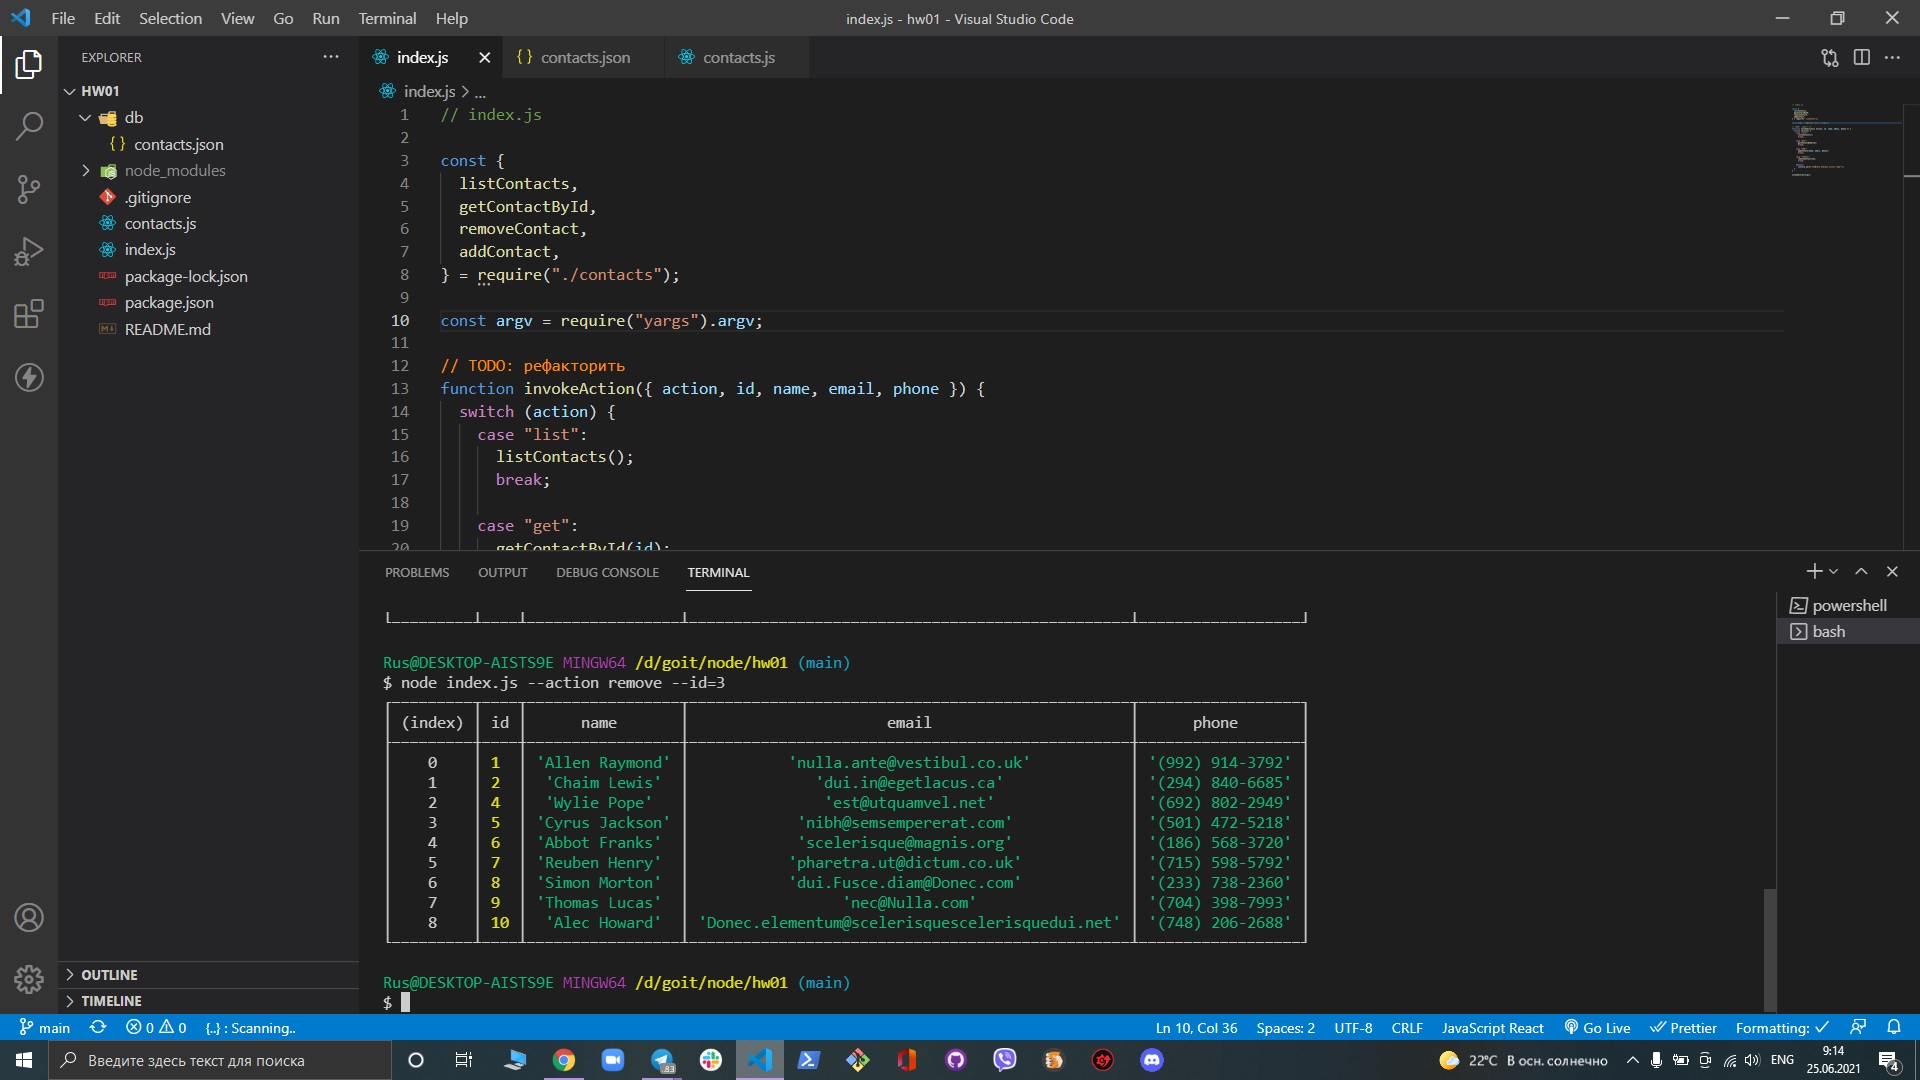 File Edit Selection View Go Run Terminal Help
index.js - hw01 - Visual Studio Code
EXPLORER
HW01
db
contacts.json
node_modules
.gitignore
contacts.js
index.js
package-lock.json
package.json
README.md
OUTLINE
TIMELINE
index.js contacts.json contacts.js
index.js > ...
1 // index.js
2
3 const {
4 listContacts,
5 getContactById,
6 removeContact,
7 addContact,
8 } = require("./contacts");
9
10 const argv = require("yargs").argv;
11
12 // TODO: рефакторить
13 function invokeAction({ action, id, name, email, phone }) {
14 switch (action) {
15 case "list":
16 listContacts();
17 break;
18
19 case "get":
20 getContactById(id);
PROBLEMS OUTPUT DEBUG CONSOLE TERMINAL
powershell
bash
Rus@DESKTOP-AISTS9E MINGW64 /d/goit/node/hw01 (main)
$ node index.js --action remove --id=3
(index) id name email phone
0 1 'Allen Raymond' 'nulla.ante@vestibul.co.uk' '(992) 914-3792'
1 2 'Chaim Lewis' 'dui.in@egetlacus.ca' '(294) 840-6685'
2 4 'Wylie Pope' 'est@utquamvel.net' '(692) 802-2949'
3 5 'Cyrus Jackson' 'nibh@semsempererat.com' '(501) 472-5218'
4 6 'Abbot Franks' 'scelerisque@magnis.org' '(186) 568-3720'
5 7 'Reuben Henry' 'pharetra.ut@dictum.co.uk' '(715) 598-5792'
6 8 'Simon Morton' 'dui.Fusce.diam@Donec.com' '(233) 738-2360'
7 9 'Thomas Lucas' 'nec@Nulla.com' '(704) 398-7993'
8 10 'Alec Howard' 'Donec.elementum@scelerisquescelerisquedui.net' '(748) 206-2688'
Rus@DESKTOP-AISTS9E MINGW64 /d/goit/node/hw01 (main)
$
main 0 0 {..} : Scanning.. Ln 10, Col 36 Spaces: 2 UTF-8 CRLF JavaScript React Go Live Prettier Formatting: ✓
Введите здесь текст для поиска 83 22°C В осн. солнечно ENG 9:14 4
25.06.2021